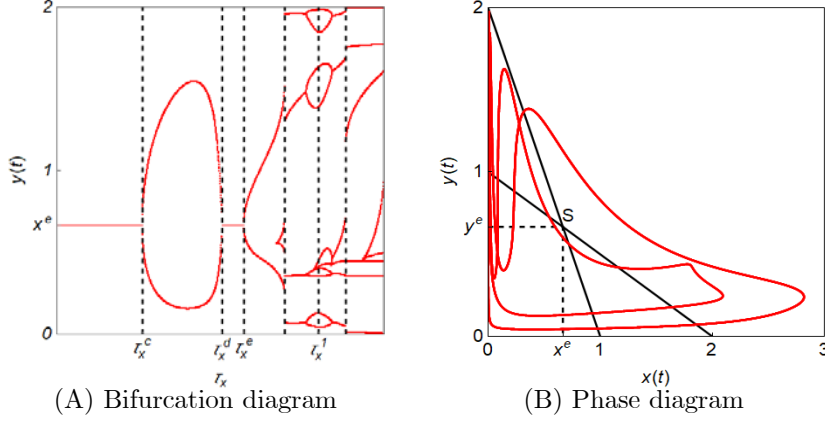 2
y(t)
1
x^e
0
τ_x^c
τ_x^d
τ_x^e
τ_x^1
τ_x
(A) Bifurcation diagram
2
y(t)
1
y^e
S
0
0
x^e
1
2
3
x(t)
(B) Phase diagram